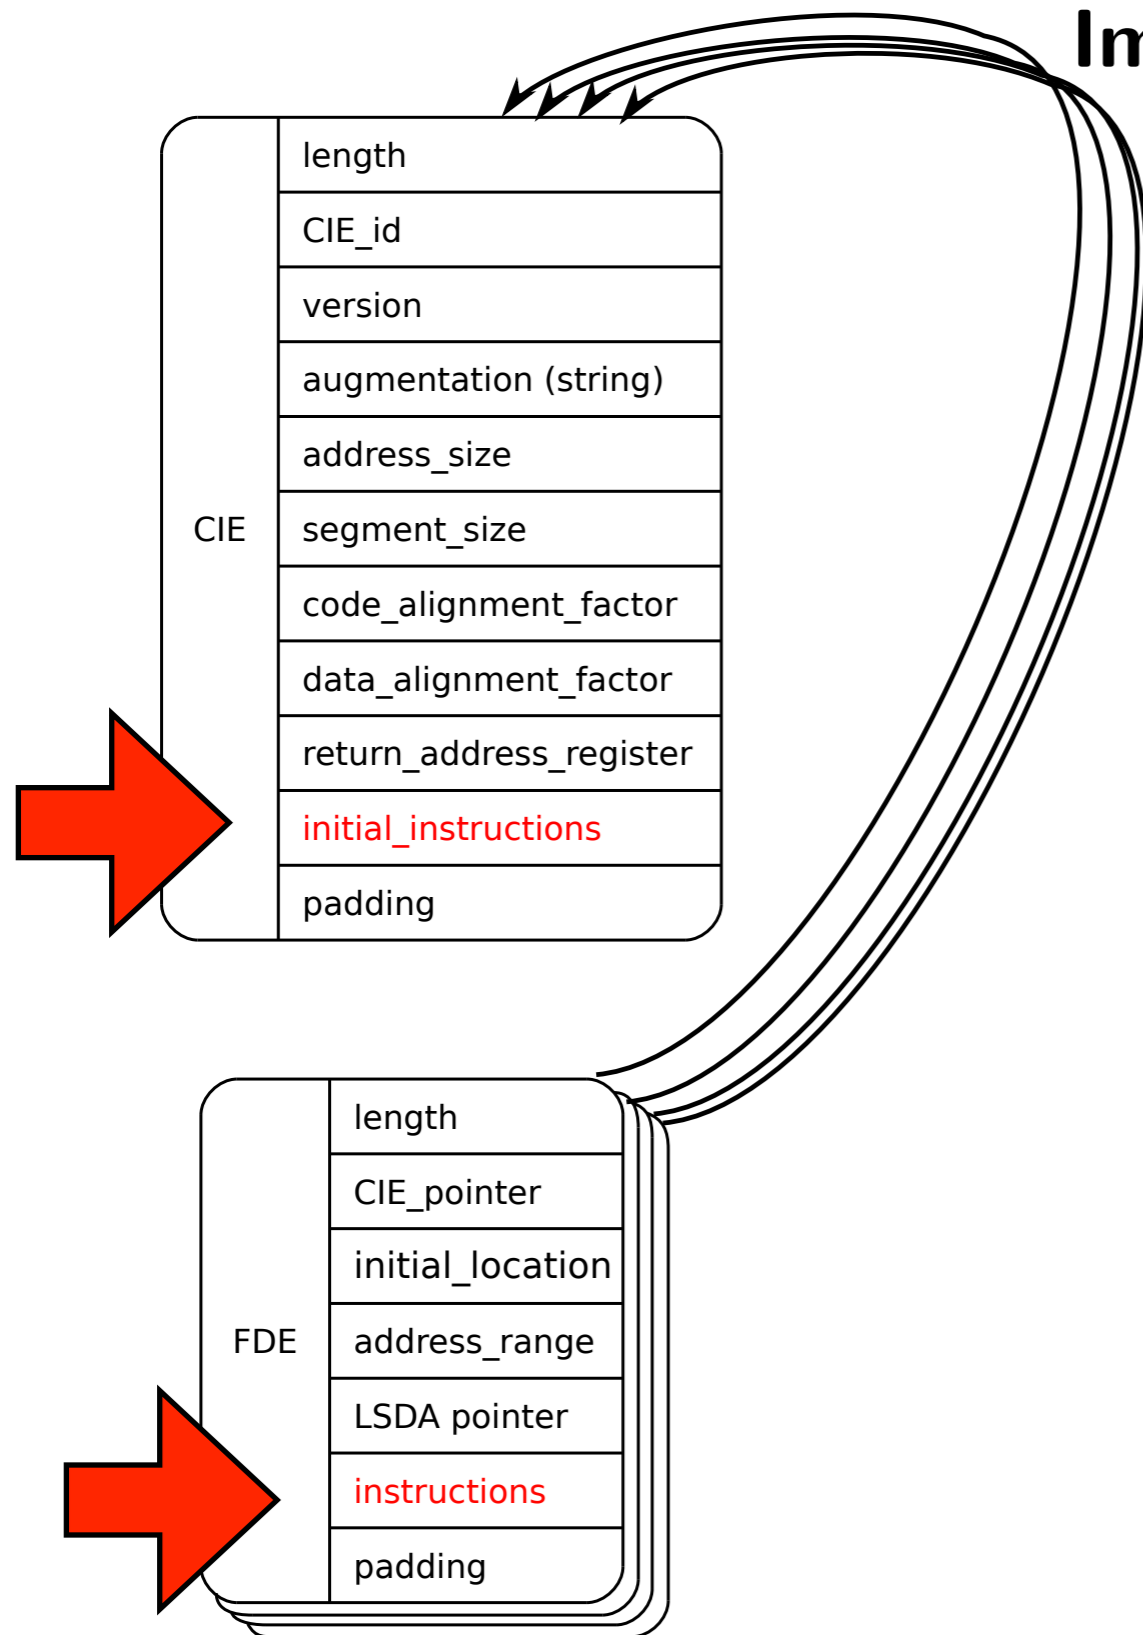 Im
length
CIE_id
version
augmentation (string)
address_size
CIE
segment_size
code_alignment_factor
data_alignment_factor
return_address_register
initial_instructions
padding
length
CIE_pointer
initial_location
FDE
address_range
LSDA pointer
instructions
padding